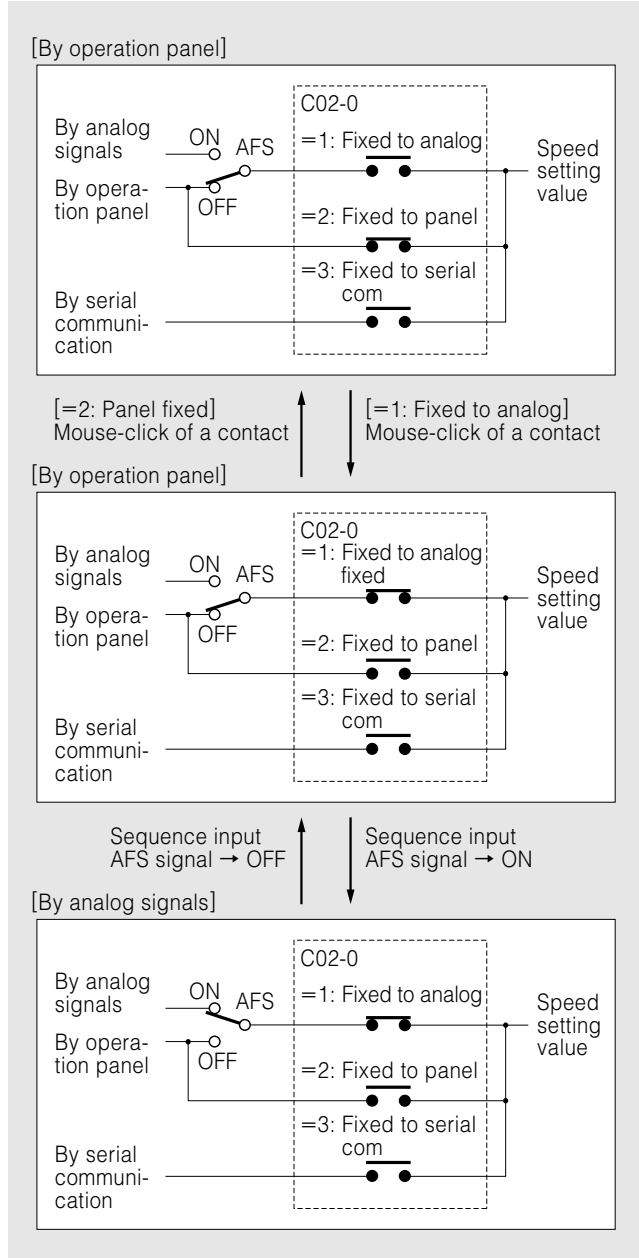 [By operation panel]
C02-0
By analog
signals
ON
AFS
=1: Fixed to analog
Speed
setting
value
By opera-
tion panel
OFF
=2: Fixed to panel
=3: Fixed to serial
com
By serial
communi-
cation
[=2: Panel fixed]
Mouse-click of a contact
[=1: Fixed to analog]
Mouse-click of a contact
[By operation panel]
C02-0
By analog
signals
ON
AFS
=1: Fixed to analog
fixed
Speed
setting
value
By opera-
tion panel
OFF
=2: Fixed to panel
=3: Fixed to serial
com
By serial
communi-
cation
Sequence input
AFS signal → OFF
Sequence input
AFS signal → ON
[By analog signals]
C02-0
By analog
signals
ON
AFS
=1: Fixed to analog
Speed
setting
value
By opera-
tion panel
OFF
=2: Fixed to panel
=3: Fixed to serial
com
By serial
communi-
cation